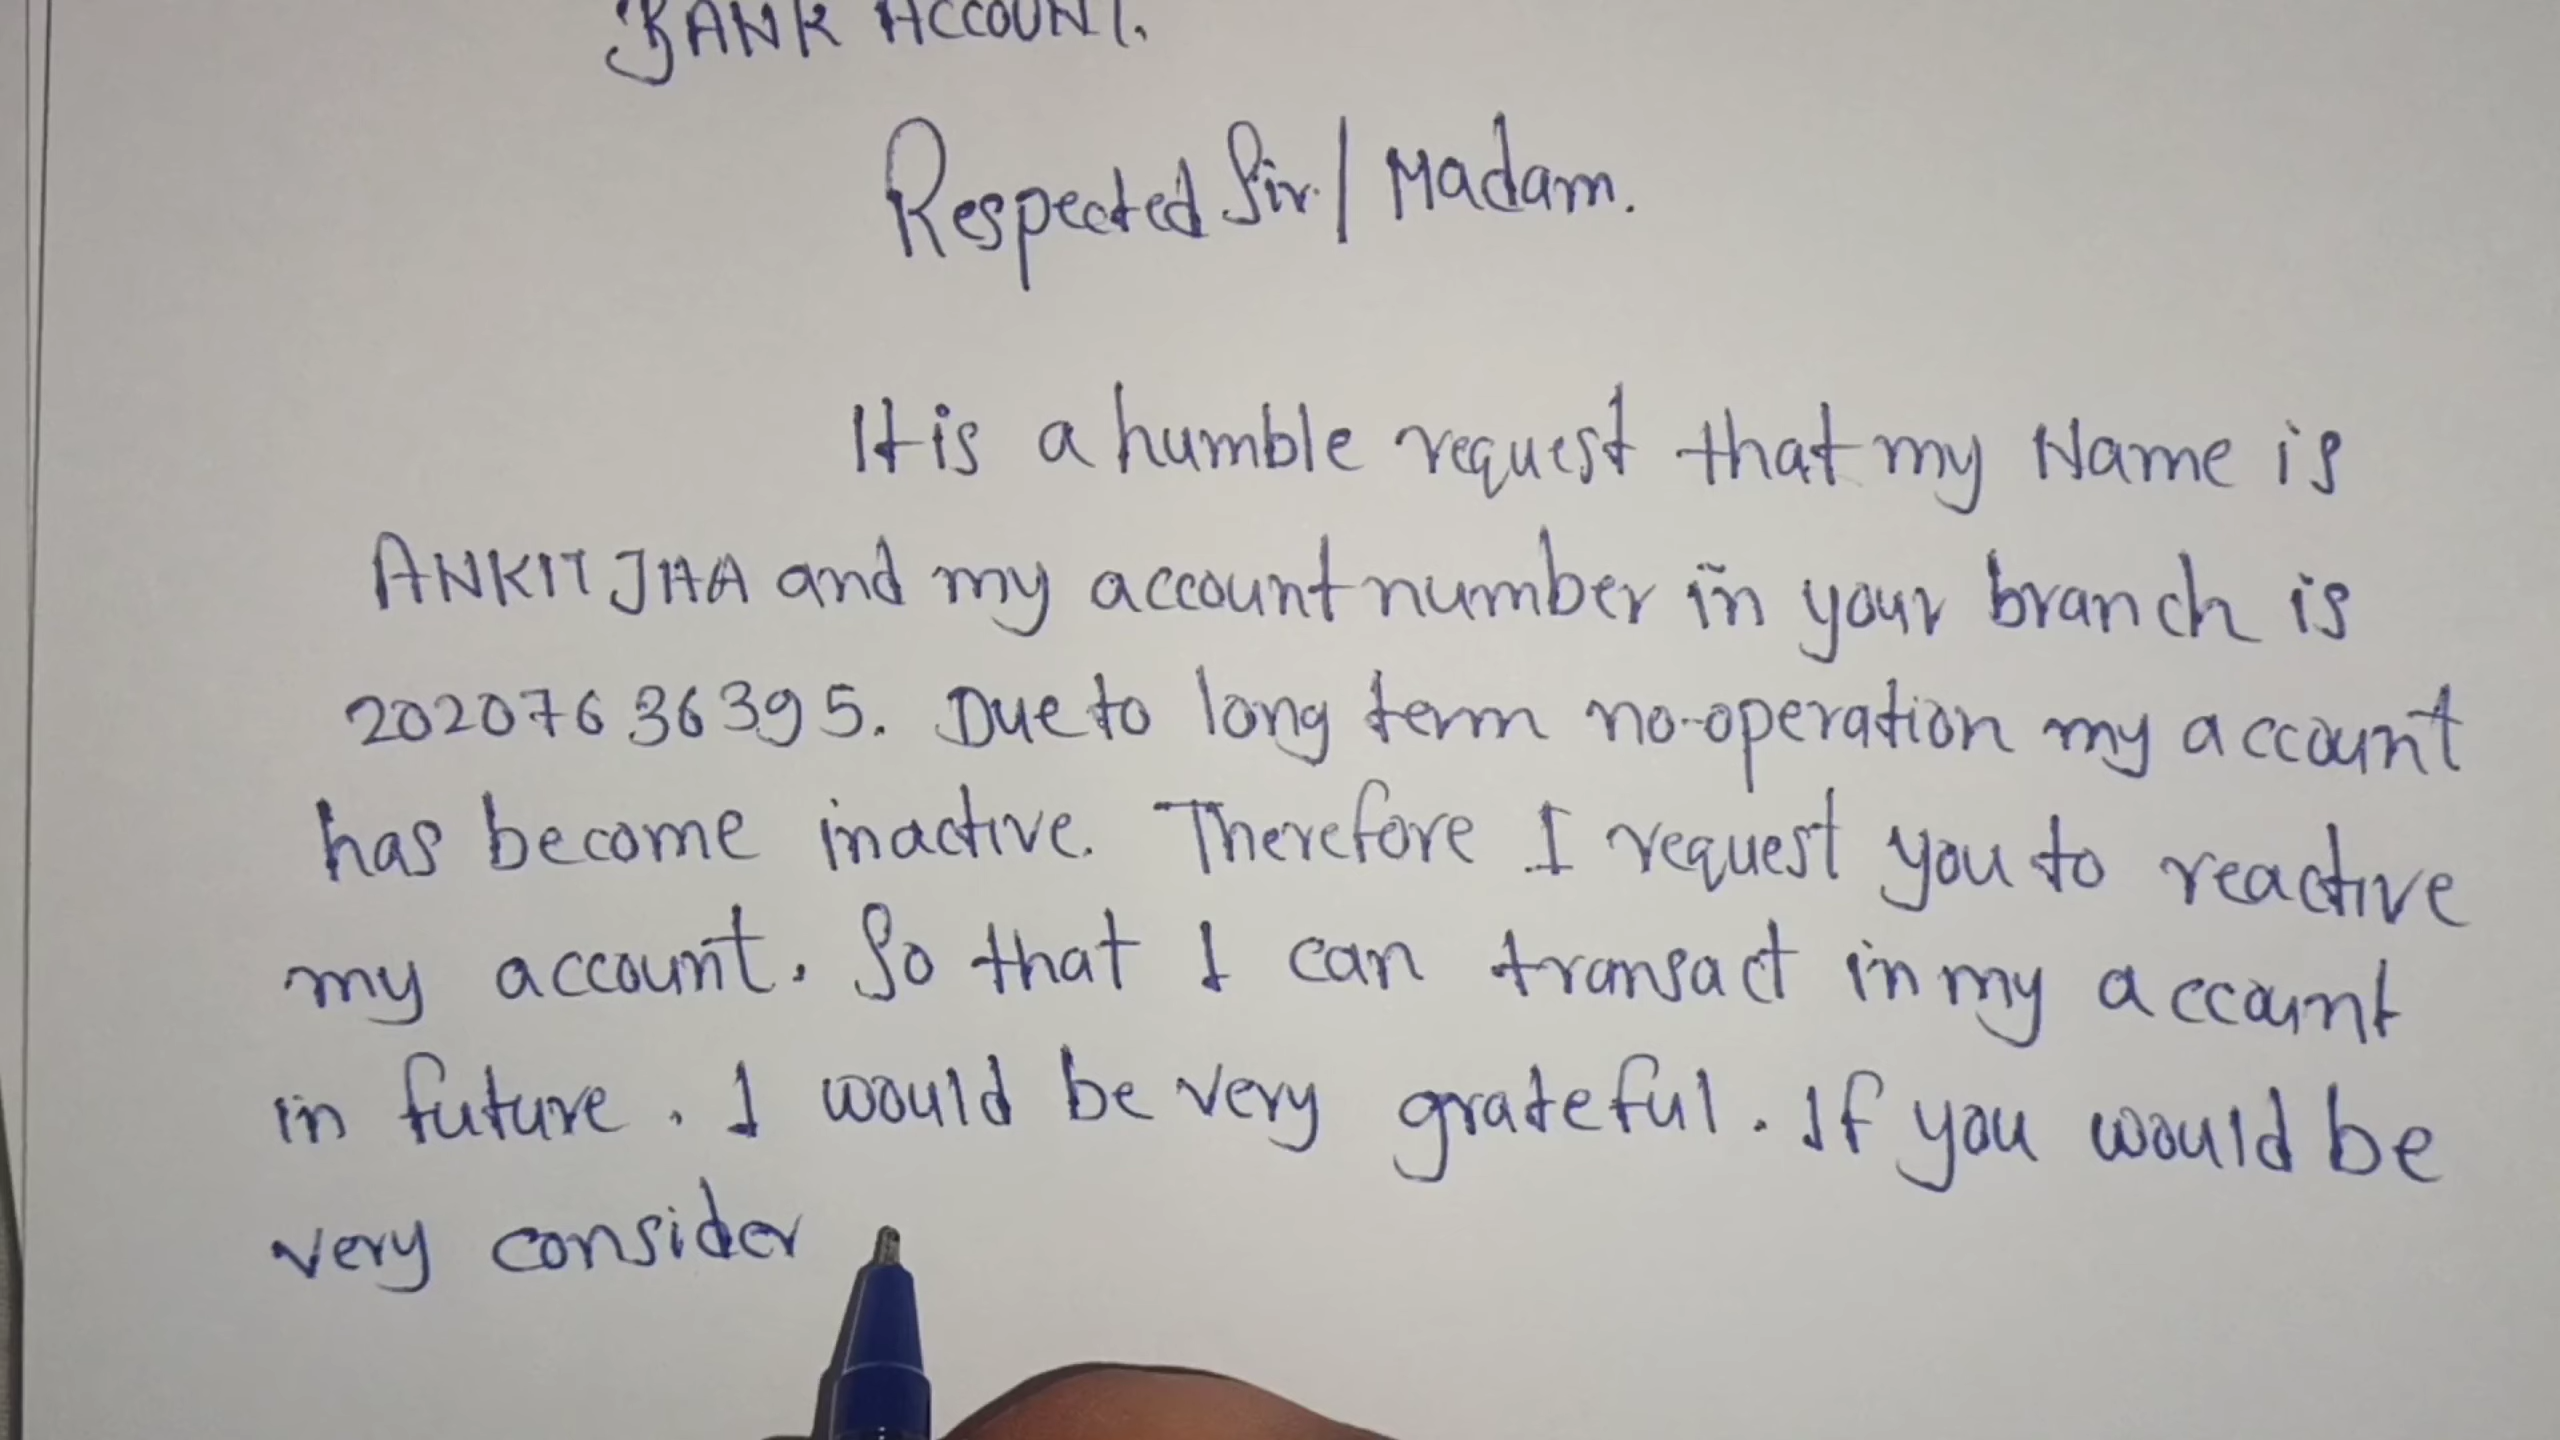 BANK ACCOUNT.
Respected Sir/Madam.
It is a humble request that my Name is
ANKIT JHA and my account number in your branch is
20207636395. Due to long term no-operation my account
has become inactive. Therefore I request you to reactive
my account. So that I can transact in my account
in future. I would be very grateful. If you would be
very consider